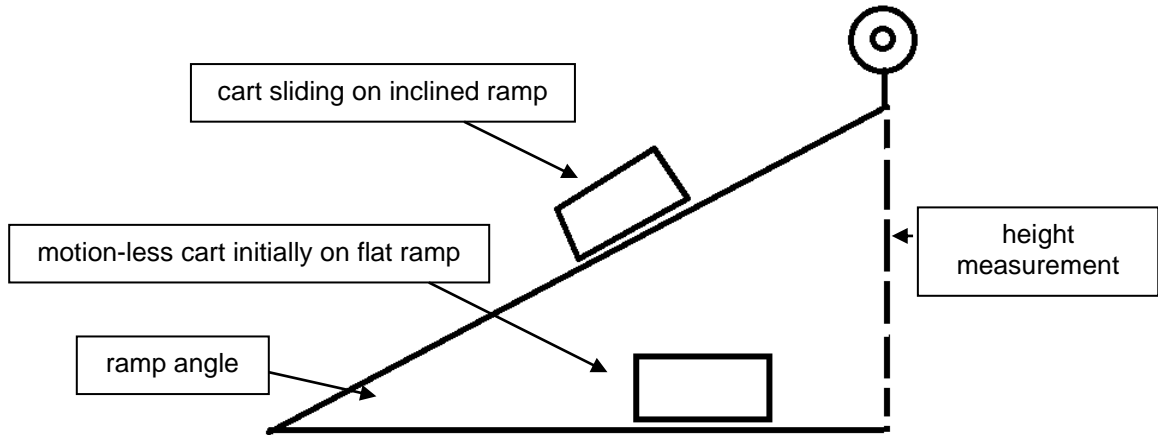 cart sliding on inclined ramp
motion-less cart initially on flat ramp
height
measurement
ramp angle